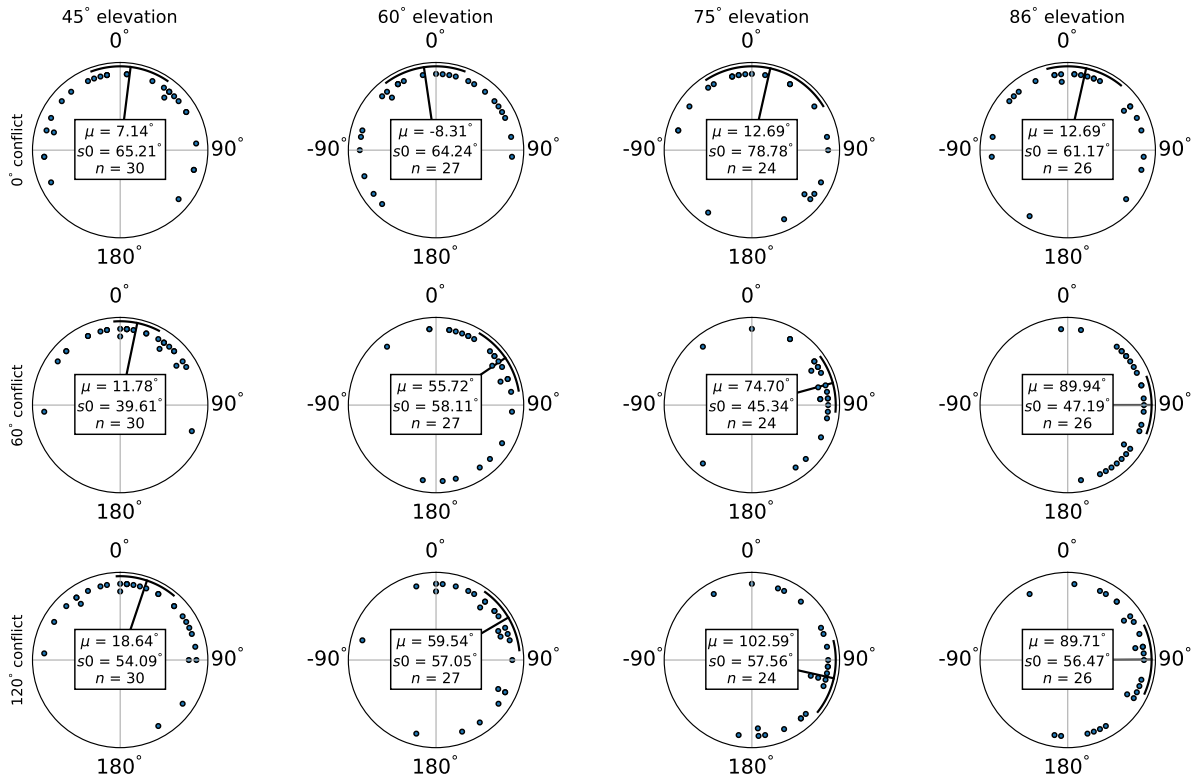 45° elevation 60° elevation 75° elevation 86° elevation
0° 0° 0° 0°
0° conflict
μ = 7.14° μ = -8.31° μ = 12.69° μ = 12.69°
s0 = 65.21° 90° -90° s0 = 64.24° 90° -90° s0 = 78.78° 90° -90° s0 = 61.17° 90°
n = 30 n = 27 n = 24 n = 26
180° 180° 180° 180°
0° 0° 0° 0°
60° conflict
μ = 11.78° μ = 55.72° μ = 74.70° μ = 89.94°
s0 = 39.61° 90° -90° s0 = 58.11° 90° -90° s0 = 45.34° 90° -90° s0 = 47.19° 90°
n = 30 n = 27 n = 24 n = 26
180° 180° 180° 180°
0° 0° 0° 0°
120° conflict
μ = 18.64° μ = 59.54° μ = 102.59° μ = 89.71°
s0 = 54.09° 90° -90° s0 = 57.05° 90° -90° s0 = 57.56° 90° -90° s0 = 56.47° 90°
n = 30 n = 27 n = 24 n = 26
180° 180° 180° 180°